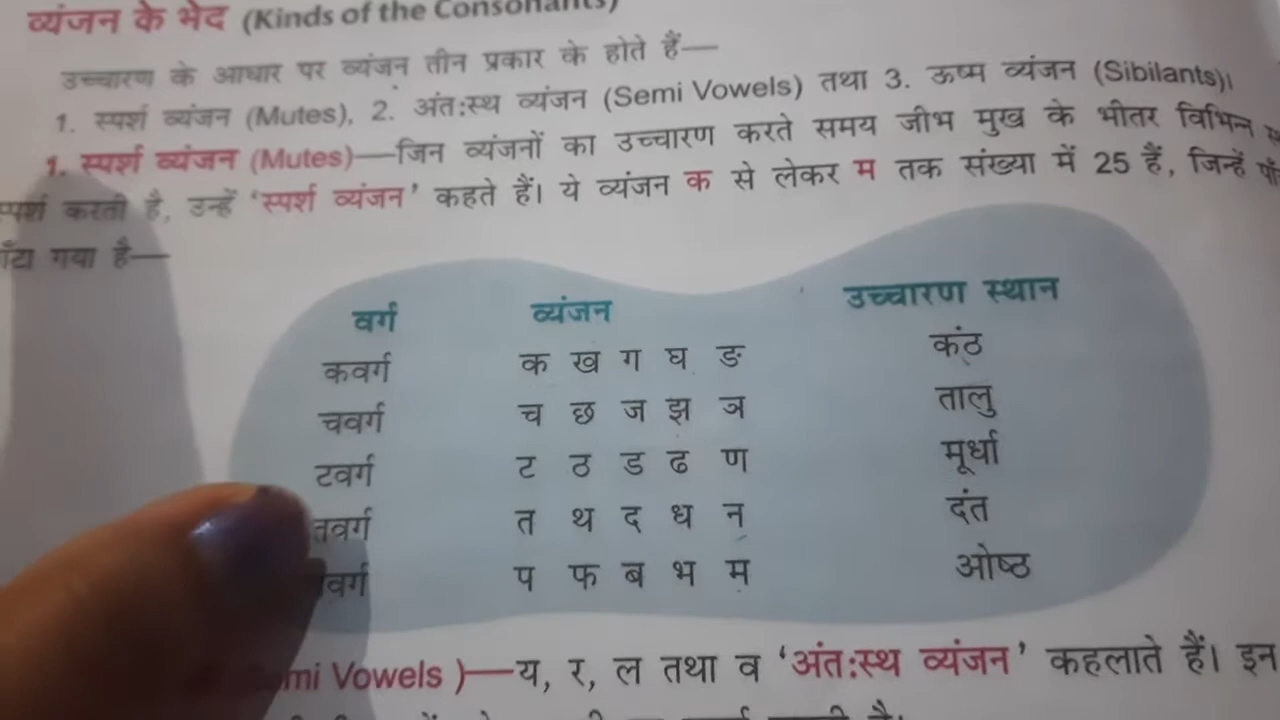 व्यंजन के भेद (Kinds of the Consonants)
उच्चारण के आधार पर व्यंजन तीन प्रकार के होते हैं—
1. स्पर्श व्यंजन (Mutes), 2. अंत:स्थ व्यंजन (Semi Vowels) तथा 3. ऊष्म व्यंजन (Sibilants)।
1. स्पर्श व्यंजन (Mutes)—जिन व्यंजनों का उच्चारण करते समय जीभ मुख के भीतर विभिन्न
स्पर्श करती है, उन्हें ‘स्पर्श व्यंजन’ कहते हैं। ये व्यंजन क से लेकर म तक संख्या में 25 हैं, जिन्हें
गया है—
वर्ग व्यंजन उच्चारण स्थान
कवर्ग क ख ग घ ङ कंठ
चवर्ग च छ ज झ ञ तालु
टवर्ग ट ठ ड ढ ण मूर्धा
तवर्ग त थ द ध न दंत
वर्ग प फ ब भ म ओष्ठ
mi Vowels )—य, र, ल तथा व ‘अंत:स्थ व्यंजन’ कहलाते हैं। इन